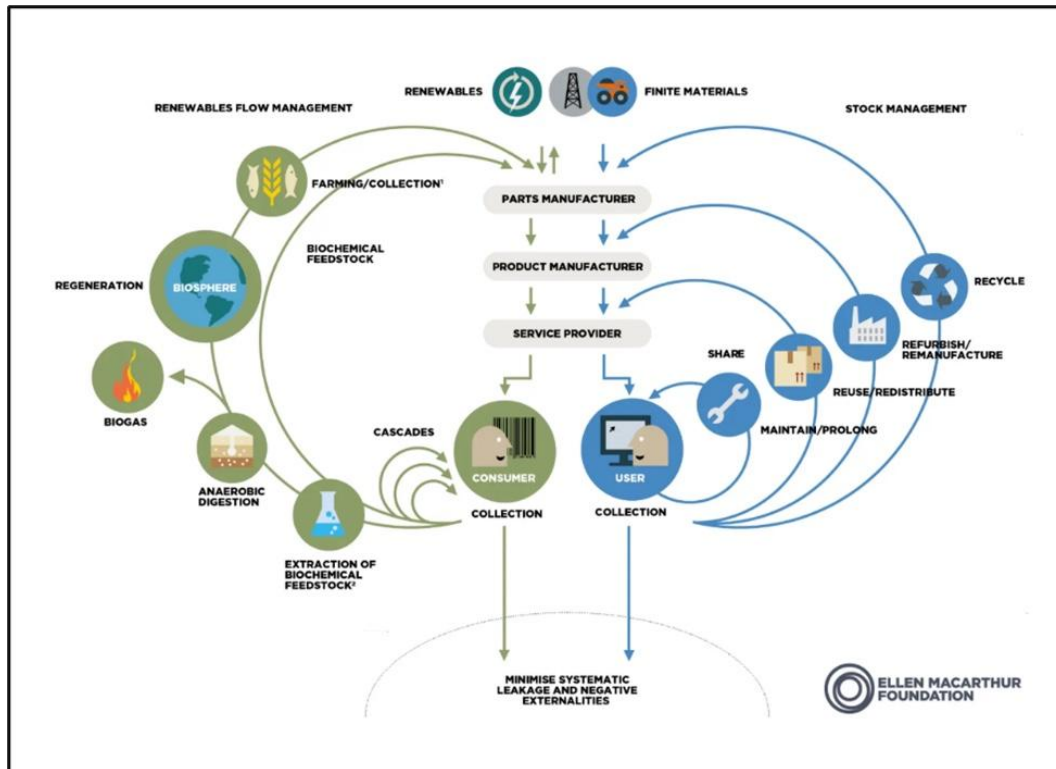 RENEWABLES
FINITE MATERIALS
RENEWABLES FLOW MANAGEMENT
STOCK MANAGEMENT
FARMING/COLLECTION¹
PARTS MANUFACTURER
BIOCHEMICAL
FEEDSTOCK
PRODUCT MANUFACTURER
REGENERATION
BIOSPHERE
RECYCLE
SERVICE PROVIDER
SHARE
REFURBISH/
REMANUFACTURE
REUSE/REDISTRIBUTE
BIOGAS
CASCADES
MAINTAIN/PROLONG
ANAEROBIC
DIGESTION
CONSUMER
USER
COLLECTION
COLLECTION
EXTRACTION OF
BIOCHEMICAL
FEEDSTOCK²
MINIMISE SYSTEMATIC
LEAKAGE AND NEGATIVE
EXTERNALITIES
ELLEN MACARTHUR
FOUNDATION